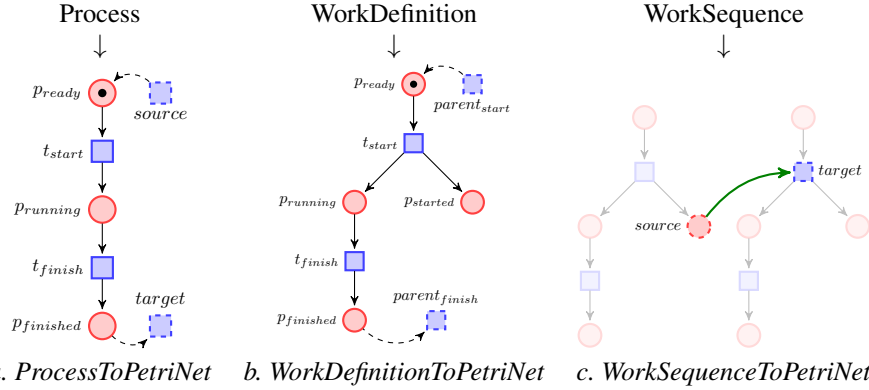 Process
WorkDefinition
WorkSequence
↓
↓
↓
p_ready
source
t_start
p_running
t_finish
target
p_finished
p_ready
parent_start
t_start
p_running
p_started
t_finish
parent_finish
p_finished
target
source
. ProcessToPetriNet
b. WorkDefinitionToPetriNet
c. WorkSequenceToPetriNet